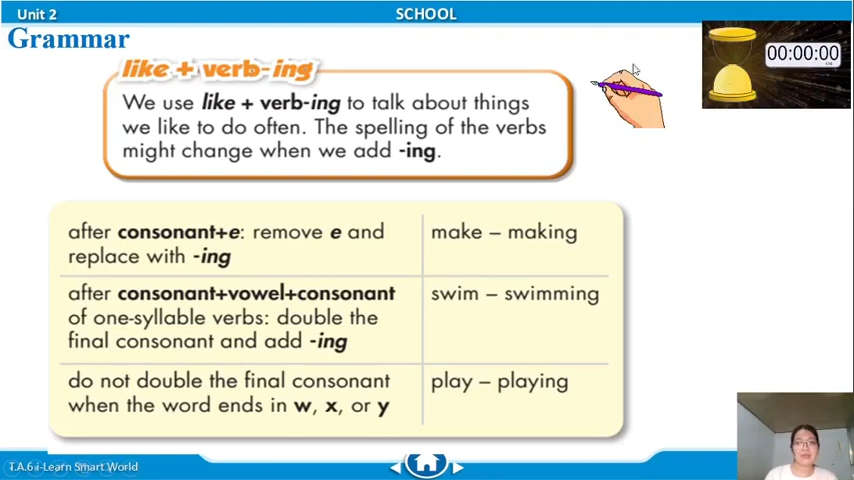 Unit 2
SCHOOL
Grammar
00:00:00
like + verb-ing
We use like + verb-ing to talk about things
we like to do often. The spelling of the verbs
might change when we add -ing.
after consonant+e: remove e and
replace with -ing
make – making
after consonant+vowel+consonant
of one-syllable verbs: double the
final consonant and add -ing
swim – swimming
do not double the final consonant
when the word ends in w, x, or y
play – playing
T.A.6 i-Learn Smart World